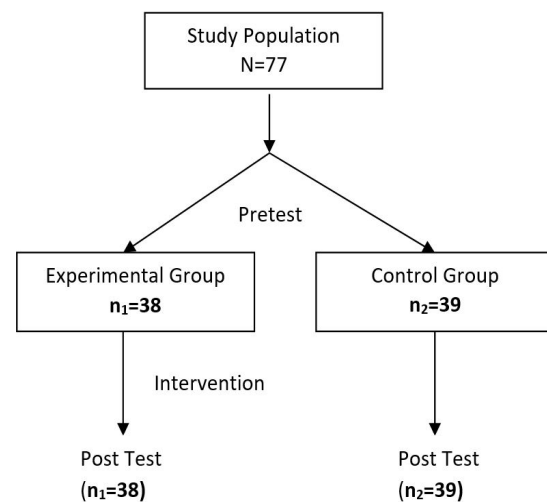 Study Population
N=77
Pretest
Experimental Group
n₁=38
Control Group
n₂=39
Intervention
Post Test
(n₁=38)
Post Test
(n₂=39)